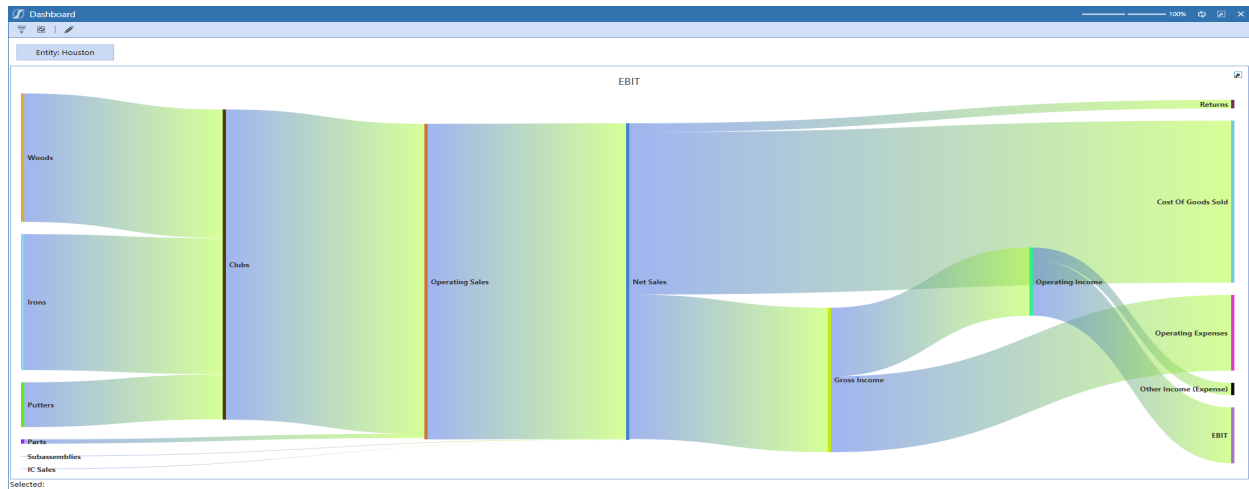 Dashboard
100%
Entity: Houston
EBIT
Returns
Woods
Cost Of Goods Sold
Clubs
Operating Sales
Net Sales
Operating Income
Irons
Operating Expenses
Gross Income
Other Income (Expense)
Putters
EBIT
Parts
Subassemblies
IC Sales
Selected: